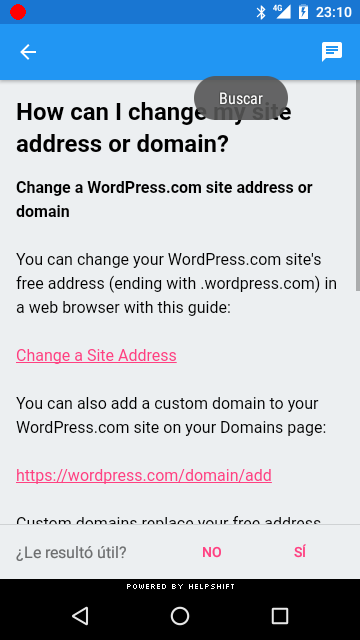 4G 23:10
Buscar
How can I change my site
address or domain?
Change a WordPress.com site address or
domain
You can change your WordPress.com site's
free address (ending with .wordpress.com) in
a web browser with this guide:
Change a Site Address
You can also add a custom domain to your
WordPress.com site on your Domains page:
https://wordpress.com/domain/add
Custom domains replace your free address
¿Le resultó útil? NO SÍ
POWERED BY HELPSHIFT